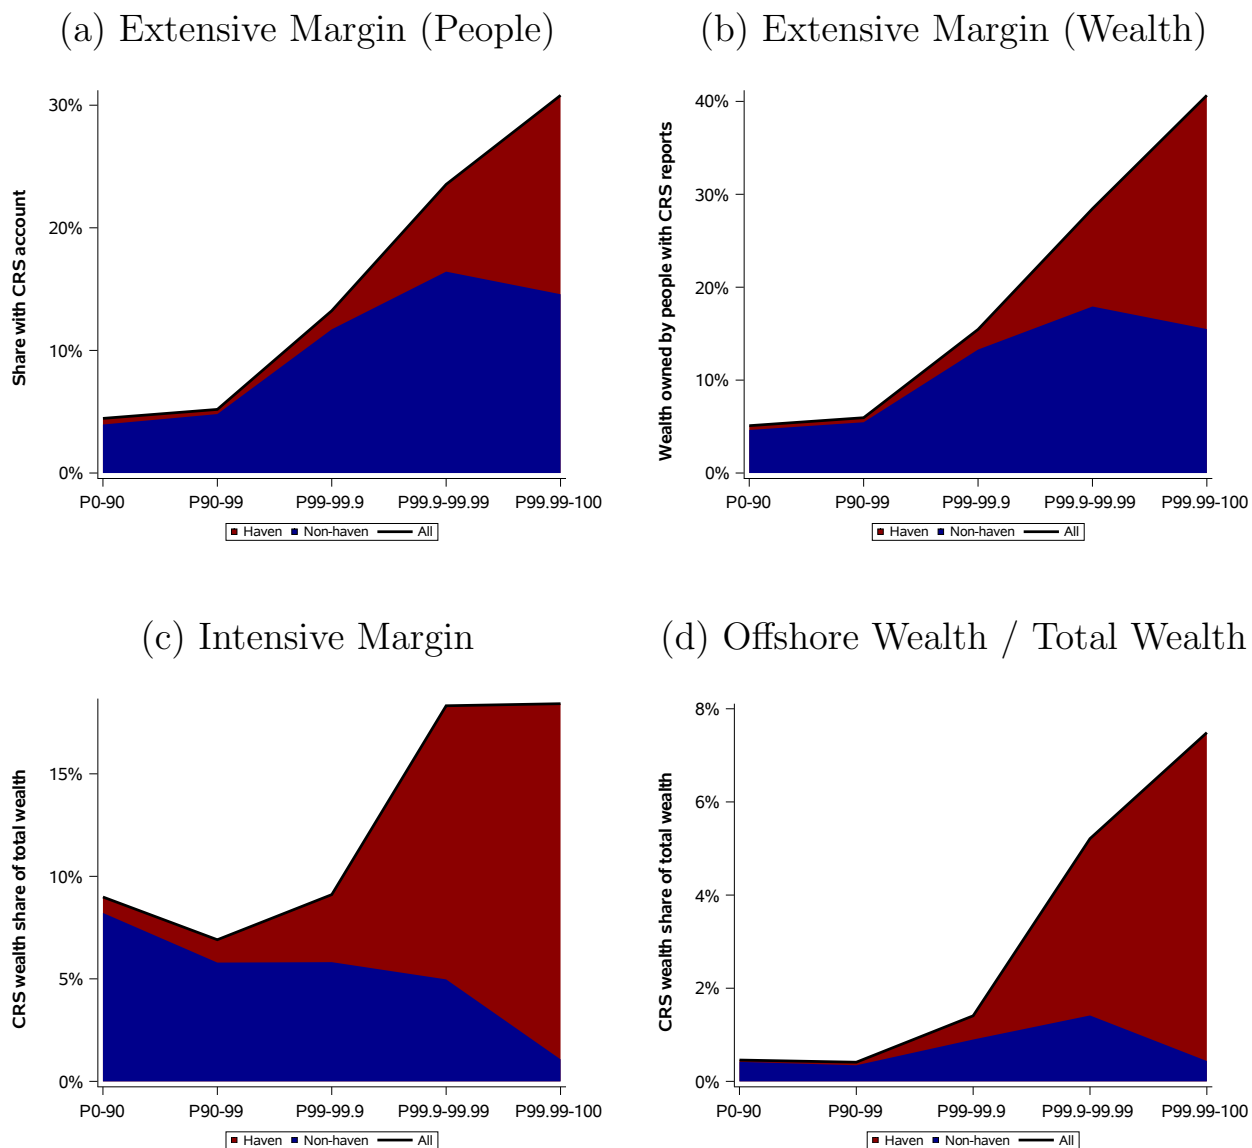 (a) Extensive Margin (People)
Share with CRS account
30%
20%
10%
0%
P0-90 P90-99 P99-99.9 P99.9-99.99 P99.99-100
Haven Non-haven All
(b) Extensive Margin (Wealth)
Wealth owned by people with CRS reports
40%
30%
20%
10%
0%
P0-90 P90-99 P99-99.9 P99.9-99.99 P99.99-100
Haven Non-haven All
(c) Intensive Margin
CRS wealth share of total wealth
15%
10%
5%
0%
P0-90 P90-99 P99-99.9 P99.9-99.99 P99.99-100
Haven Non-haven All
(d) Offshore Wealth / Total Wealth
CRS wealth share of total wealth
8%
6%
4%
2%
0%
P0-90 P90-99 P99-99.9 P99.9-99.99 P99.99-100
Haven Non-haven All